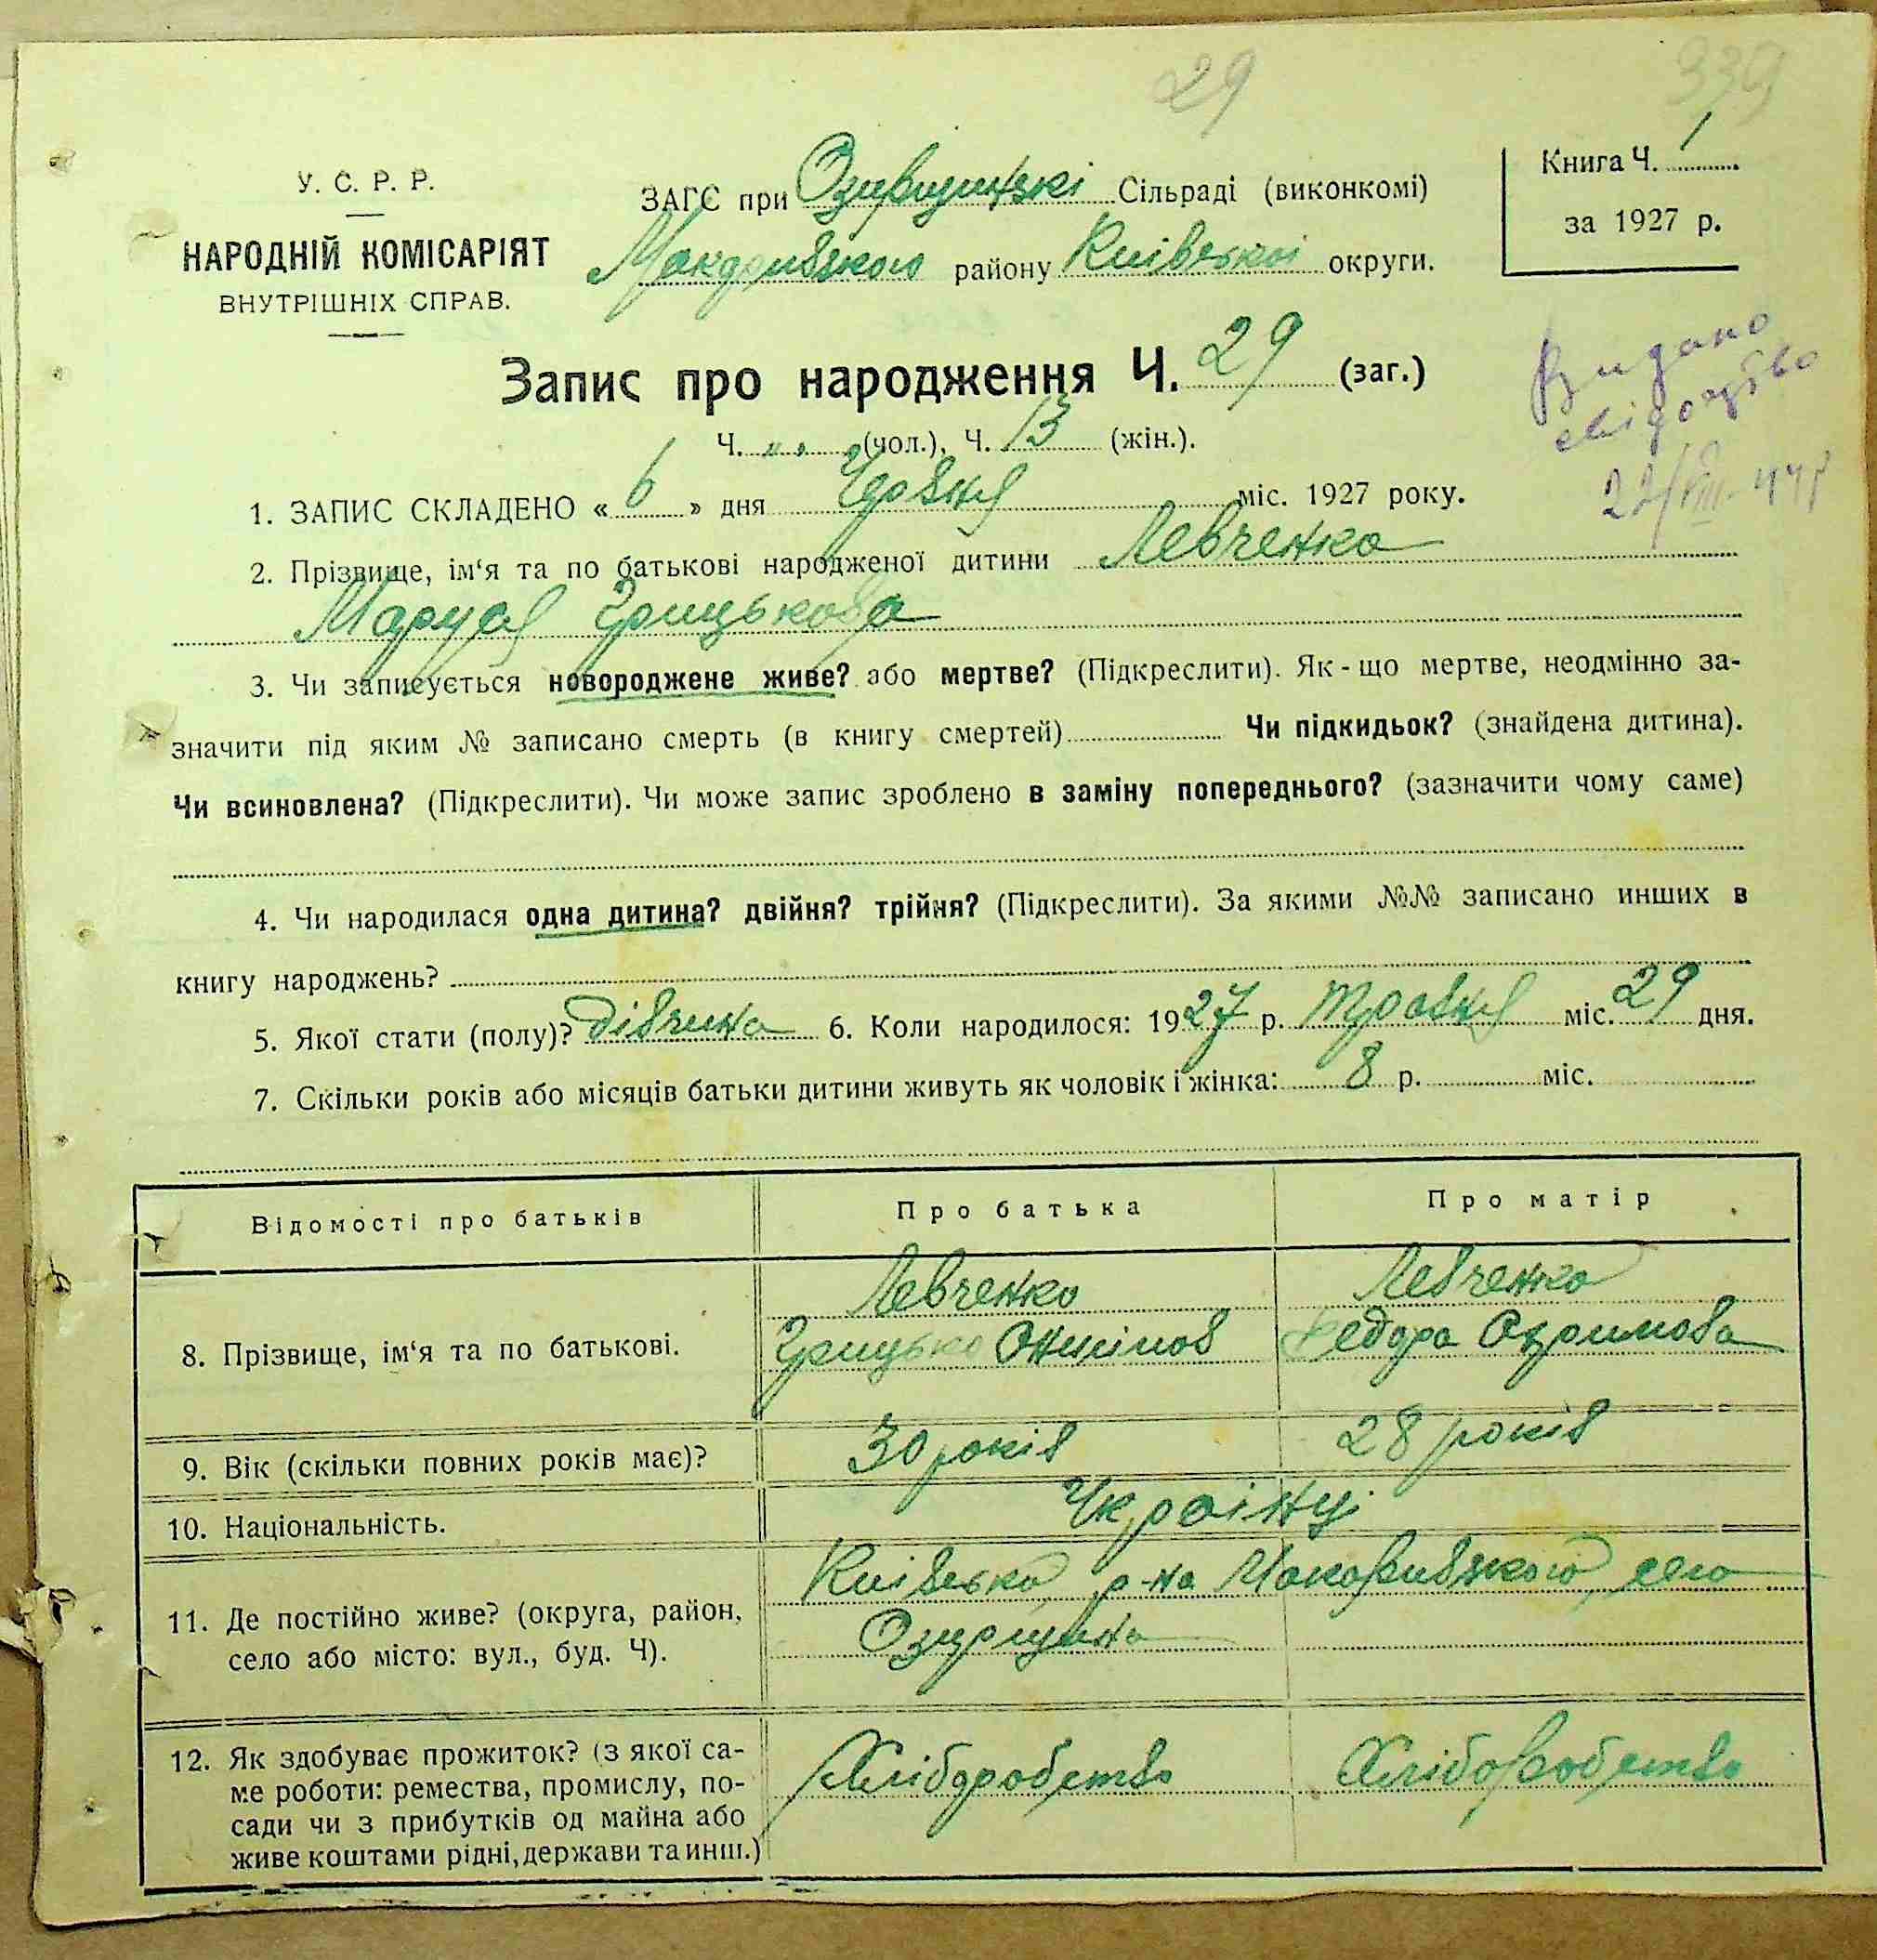 29
339
У. С. Р. Р.
НАРОДНІЙ КОМІСАРІЯТ
ВНУТРІШНІХ СПРАВ.
ЗАГС при Сільраді (виконкомі)
району Київської округи.
Книга Ч. 1
за 1927 р.
Запис про народження Ч. 29 (заг.)
Ч. „ „ (чол.), Ч. 13 (жін.).
Видано
свідоцтво
1. ЗАПИС СКЛАДЕНО « 6 » дня Червня міс. 1927 року.
2. Прізвище, ім‘я та по батькові народженої дитини Левченко
Маруся Грицькова
3. Чи записується новороджене живе? або мертве? (Підкреслити). Як-що мертве, неодмінно за-
значити під яким № записано смерть (в книгу смертей) Чи підкидьок? (знайдена дитина).
Чи всиновлена? (Підкреслити). Чи може запис зроблено в заміну попереднього? (зазначити чому саме)
4. Чи народилася одна дитина? двійня? трійня? (Підкреслити). За якими №№ записано инших в
книгу народжень?
5. Якої стати (полу)? Дівчина 6. Коли народилося: 1927 р. Травня міс. 29 дня.
7. Скільки років або місяців батьки дитини живуть як чоловік і жінка: 8 р. міс.
Відомості про батьків Про батька Про матір
8. Прізвище, ім‘я та по батькові. Левченко Левченко
Грицько Онисімов Федора Охримова
9. Вік (скільки повних років має)? 30 років 28 років
10. Національність. Українці
11. Де постійно живе? (округа, район, село або місто: вул., буд. Ч). р-на село
12. Як здобуває прожиток? (з якої са-
ме роботи: ремества, промислу, по-
сади чи з прибутків од майна або
живе коштами рідні, держави та инш.) Хліборобство Хліборобство